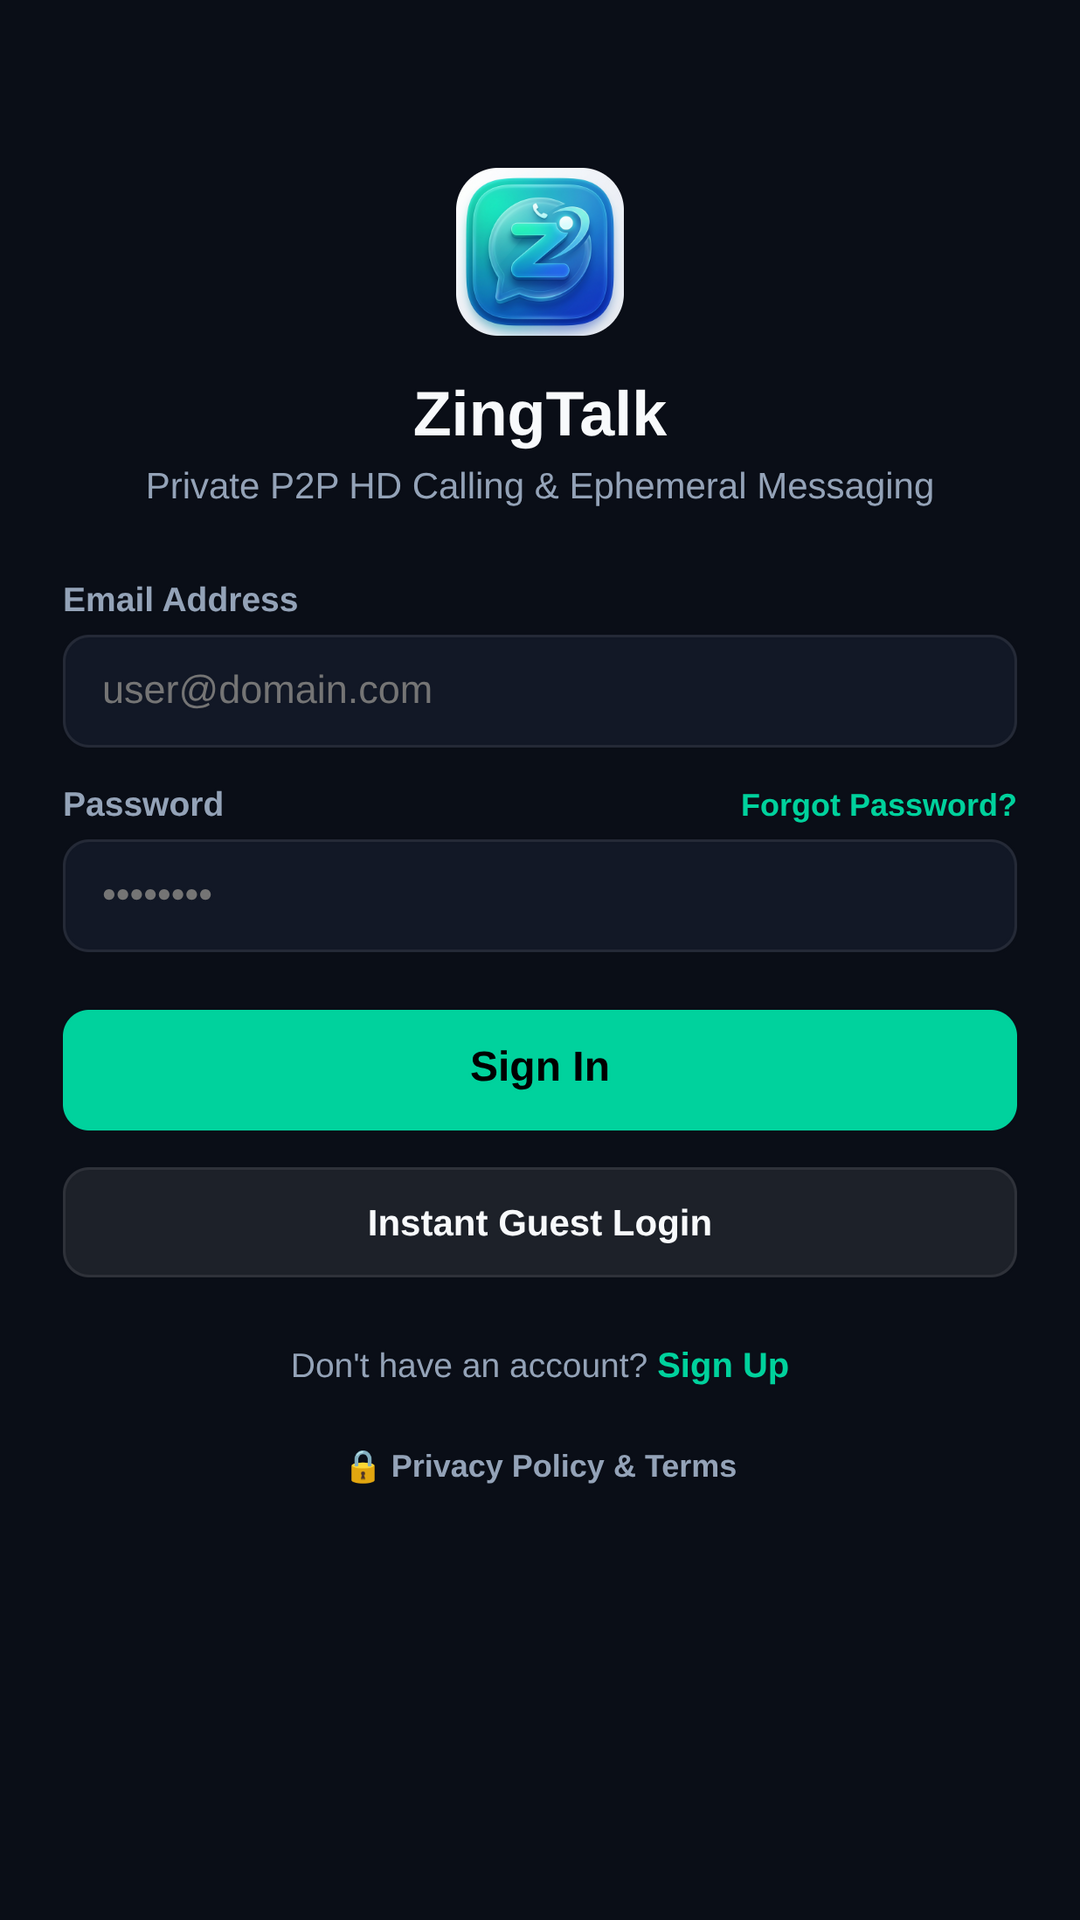 ZingTalk
Private P2P HD Calling & Ephemeral Messaging
Email Address
user@domain.com
Password
Forgot Password?
••••••••
Sign In
Instant Guest Login
Don't have an account? Sign Up
🔒 Privacy Policy & Terms